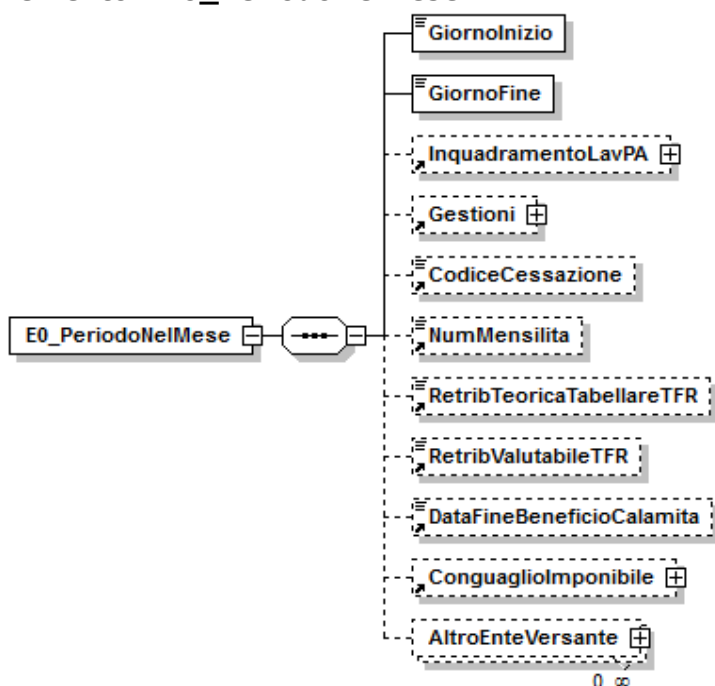 GiornoInizio
GiornoFine
InquadramentoLavPA
Gestioni
CodiceCessazione
E0_PeriodoNelMese
NumMensilita
RetribTeoricaTabellareTFR
RetribValutabileTFR
DataFineBeneficioCalamita
ConguaglioImponibile
AltroEnteVersante
0 ∞